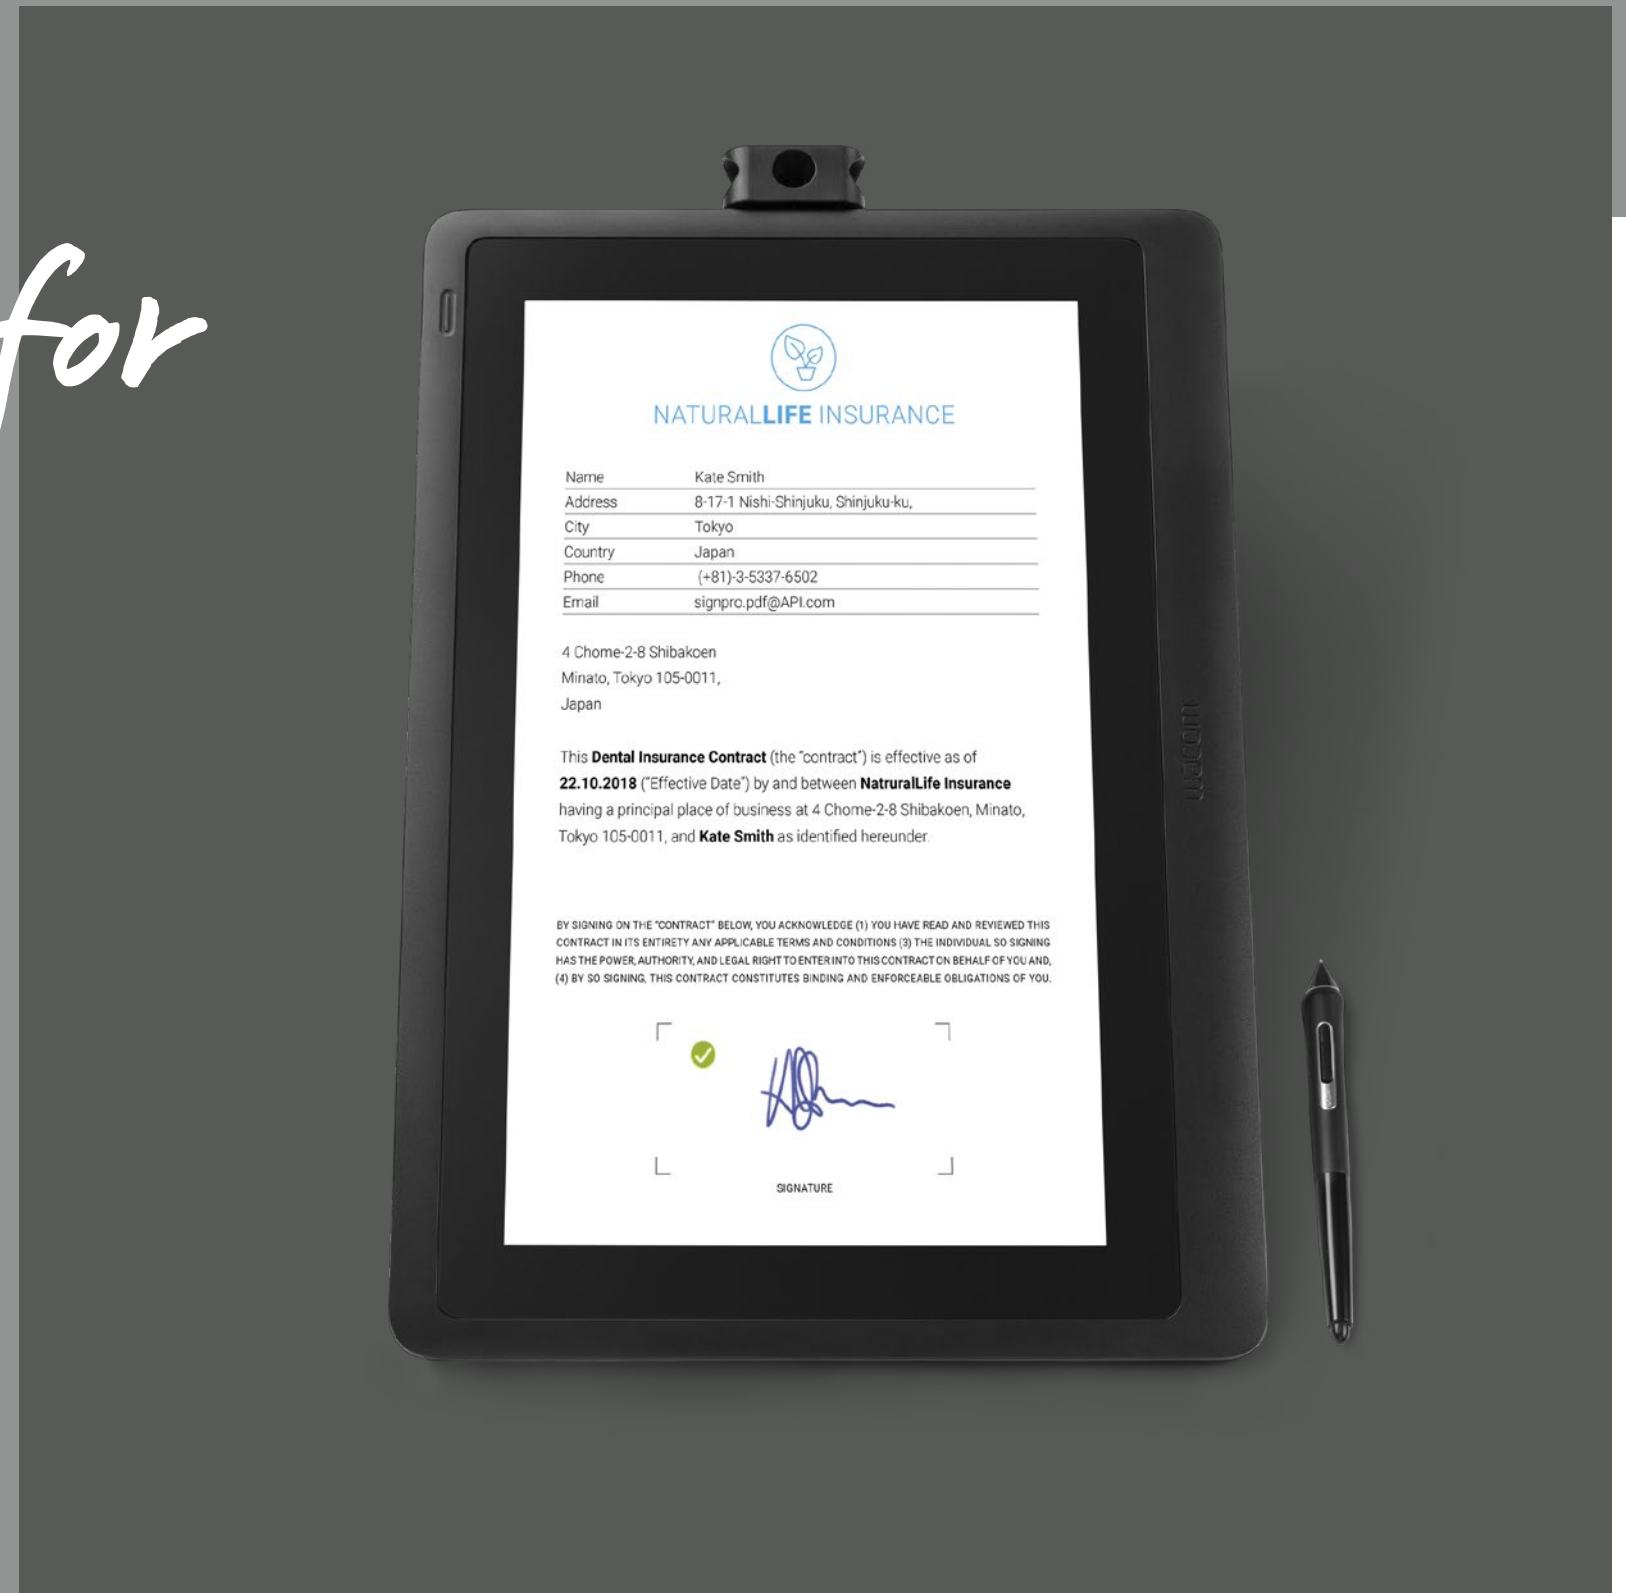 for
NATURALLIFE INSURANCE
Name Kate Smith
Address 8-17-1 Nishi-Shinjuku, Shinjuku-ku,
City Tokyo
Country Japan
Phone (+81)-3-5337-6502
Email signpro.pdf@API.com
4 Chome-2-8 Shibakoen
Minato, Tokyo 105-0011,
Japan
This Dental Insurance Contract (the "contract") is effective as of
22.10.2018 ("Effective Date") by and between NatruralLife Insurance
having a principal place of business at 4 Chome-2-8 Shibakoen, Minato,
Tokyo 105-0011, and Kate Smith as identified hereunder.
BY SIGNING ON THE "CONTRACT" BELOW, YOU ACKNOWLEDGE (1) YOU HAVE READ AND REVIEWED THIS
CONTRACT IN ITS ENTIRETY ANY APPLICABLE TERMS AND CONDITIONS (3) THE INDIVIDUAL SO SIGNING
HAS THE POWER, AUTHORITY, AND LEGAL RIGHT TO ENTER INTO THIS CONTRACT ON BEHALF OF YOU AND,
(4) BY SO SIGNING, THIS CONTRACT CONSTITUTES BINDING AND ENFORCEABLE OBLIGATIONS OF YOU.
SIGNATURE
wacom